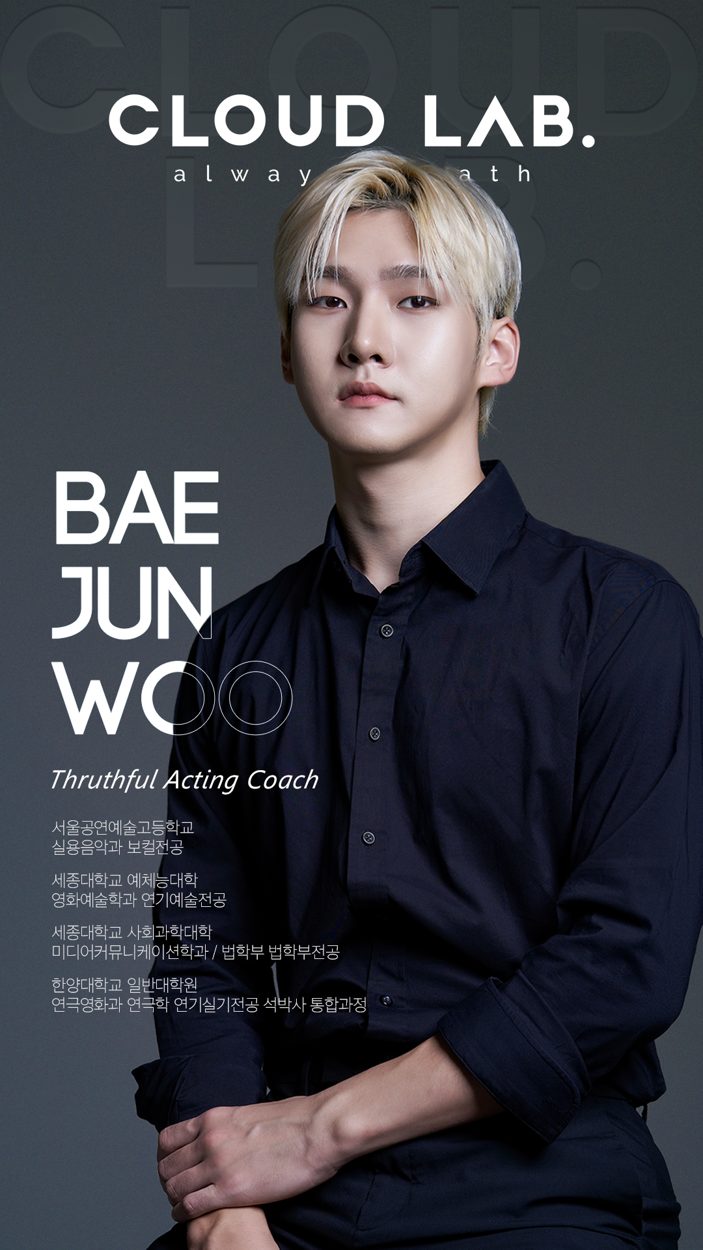 CLOUD LAB.
CLOUD LAB.
BAE
JUN
WOO
Thruthful Acting Coach
서울공연예술고등학교
실용음악과 보컬전공
세종대학교 예체능대학
영화예술학과 연기예술전공
세종대학교 사회과학대학
미디어커뮤니케이션학과 / 법학부 법학부전공
한양대학교 일반대학원
연극영화과 연극학 연기실기전공 석박사 통합과정